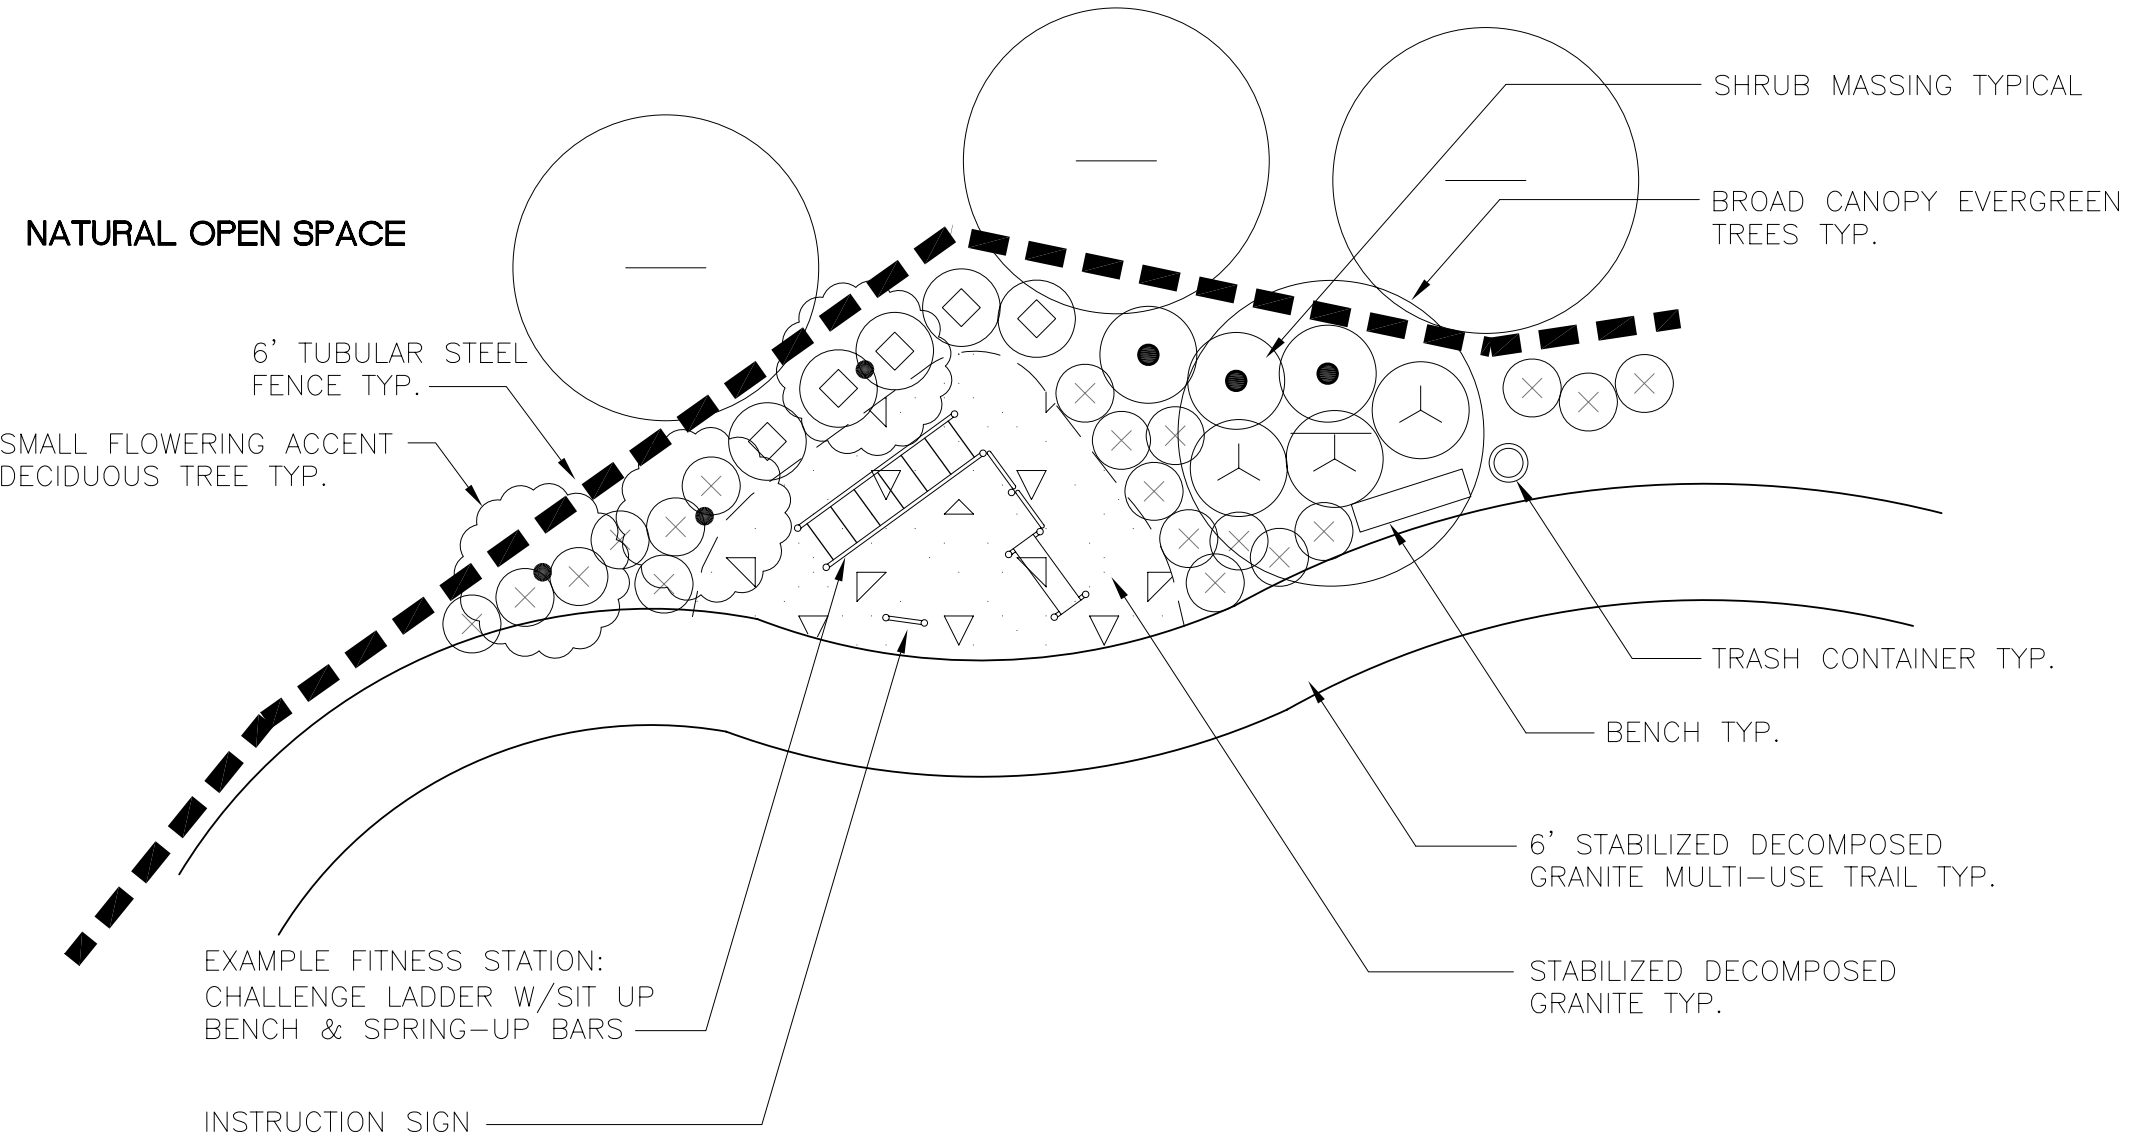 SHRUB MASSING TYPICAL
BROAD CANOPY EVERGREEN
TREES TYP.
NATURAL OPEN SPACE
6' TUBULAR STEEL
FENCE TYP.
SMALL FLOWERING ACCENT
DECIDUOUS TREE TYP.
TRASH CONTAINER TYP.
BENCH TYP.
6' STABILIZED DECOMPOSED
GRANITE MULTI-USE TRAIL TYP.
STABILIZED DECOMPOSED
GRANITE TYP.
EXAMPLE FITNESS STATION:
CHALLENGE LADDER W/SIT UP
BENCH & SPRING-UP BARS
INSTRUCTION SIGN